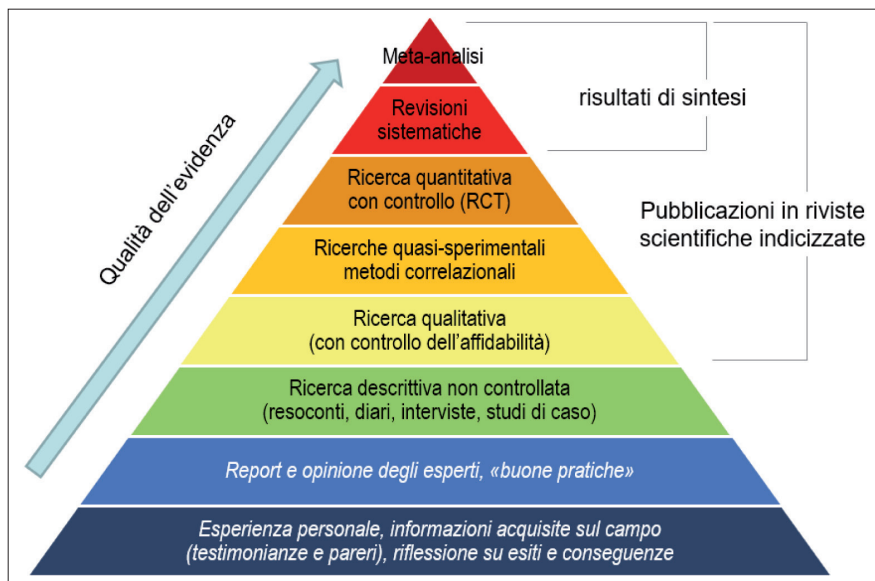 Qualità dell'evidenza
Meta-analisi
Revisioni
sistematiche
Ricerca quantitativa
con controllo (RCT)
Ricerche quasi-sperimentali
metodi correlazionali
Ricerca qualitativa
(con controllo dell'affidabilità)
Ricerca descrittiva non controllata
(resoconti, diari, interviste, studi di caso)
Report e opinione degli esperti, «buone pratiche»
Esperienza personale, informazioni acquisite sul campo
(testimonianze e pareri), riflessione su esiti e conseguenze
risultati di sintesi
Pubblicazioni in riviste
scientifiche indicizzate